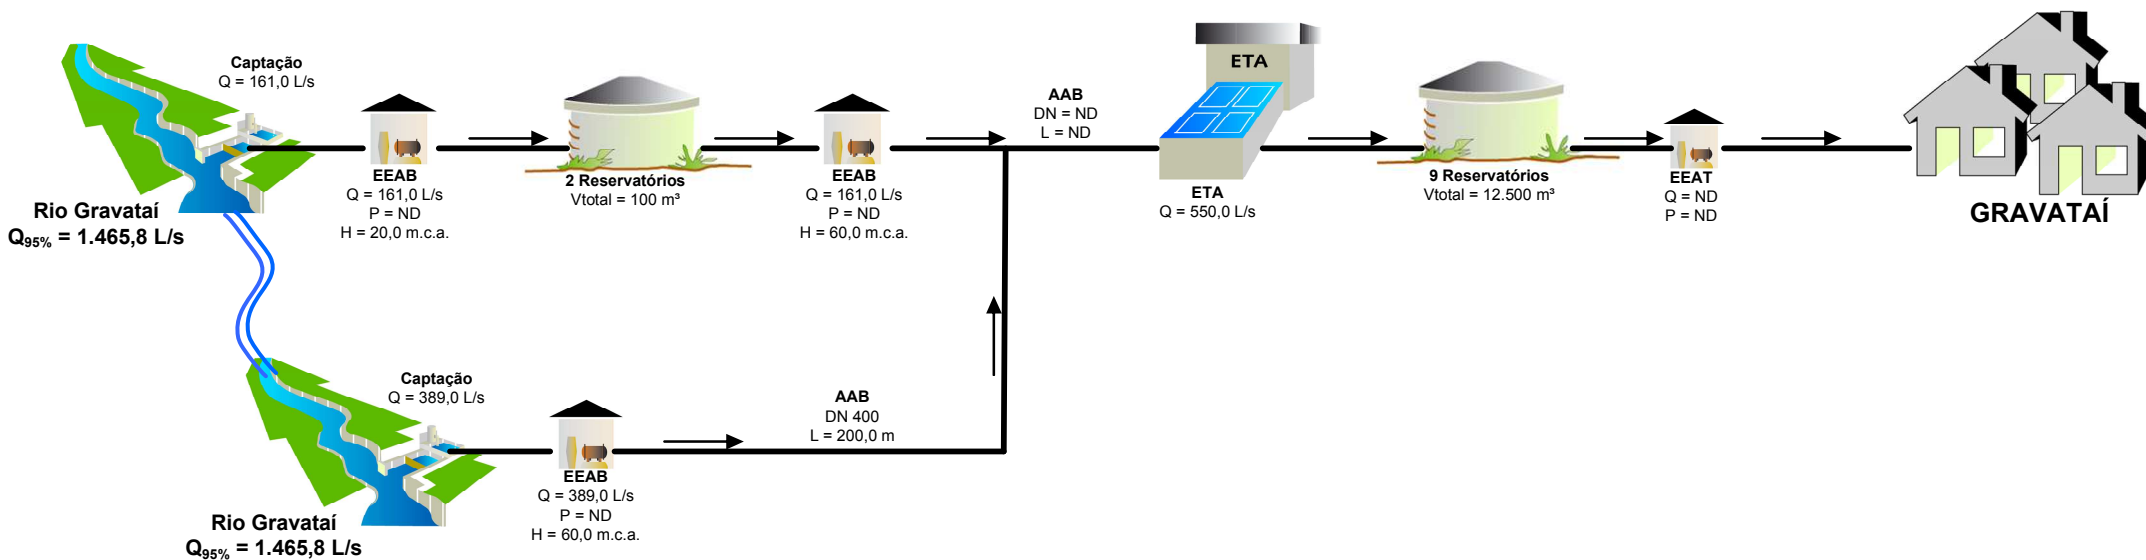 Captação
Q = 161,0 L/s
Rio Gravataí
Q95% = 1.465,8 L/s
EEAB
Q = 161,0 L/s
P = ND
H = 20,0 m.c.a.
2 Reservatórios
Vtotal = 100 m³
EEAB
Q = 161,0 L/s
P = ND
H = 60,0 m.c.a.
AAB
DN = ND
L = ND
ETA
ETA
Q = 550,0 L/s
9 Reservatórios
Vtotal = 12.500 m³
EEAT
Q = ND
P = ND
GRAVATAÍ
Captação
Q = 389,0 L/s
Rio Gravataí
Q95% = 1.465,8 L/s
EEAB
Q = 389,0 L/s
P = ND
H = 60,0 m.c.a.
AAB
DN 400
L = 200,0 m